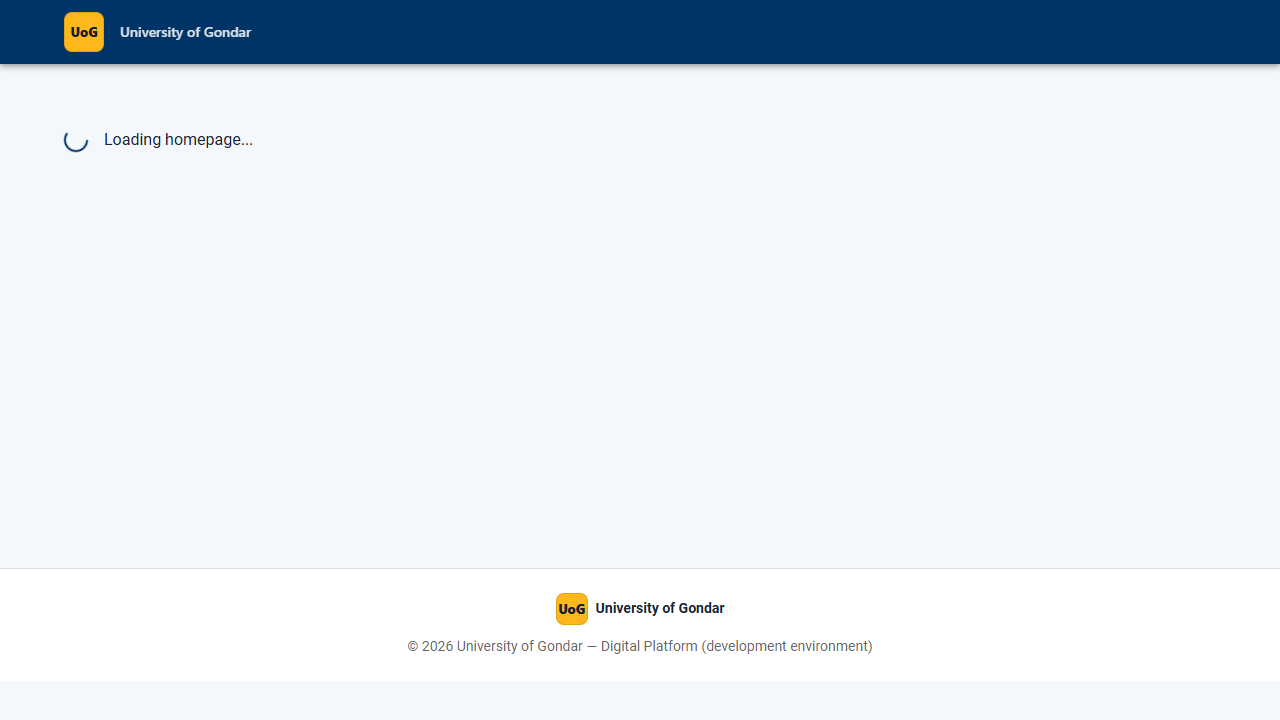 UoG University of Gondar
Loading homepage...
UoG University of Gondar
© 2026 University of Gondar — Digital Platform (development environment)